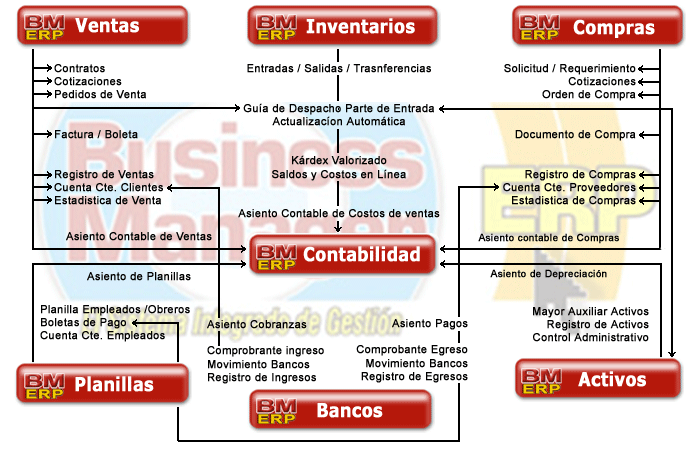 BM ERP Ventas
BM ERP Inventarios
BM ERP Compras
Contratos
Cotizaciones
Pedidos de Venta
Factura / Boleta
Registro de Ventas
Cuenta Cte. Clientes
Estadistica de Venta
Asiento Contable de Ventas
Entradas / Salidas / Trasnferencias
Guía de Despacho Parte de Entrada
Actualizacíon Automática
Kárdex Valorizado
Saldos y Costos en Línea
Asiento Contable de Costos de ventas
Solicitud / Requerimiento
Cotizaciones
Orden de Compra
Documento de Compra
Registro de Compras
Cuenta Cte. Proveedores
Estadistica de Compras
Asiento contable de Compras
Business
Manager
ERP
Sistema Integrado de Gestión
BM ERP Contabilidad
Asiento de Planillas
Asiento de Depreciación
Planilla Empleados /Obreros
Boletas de Pago
Cuenta Cte. Empleados
Asiento Cobranzas
Comprobrante ingreso
Movimiento Bancos
Registro de Ingresos
Asiento Pagos
Comprobante Egreso
Movimiento Bancos
Registro de Egresos
Mayor Auxiliar Activos
Registro de Activos
Control Administrativo
BM ERP Planillas
BM ERP Bancos
BM ERP Activos